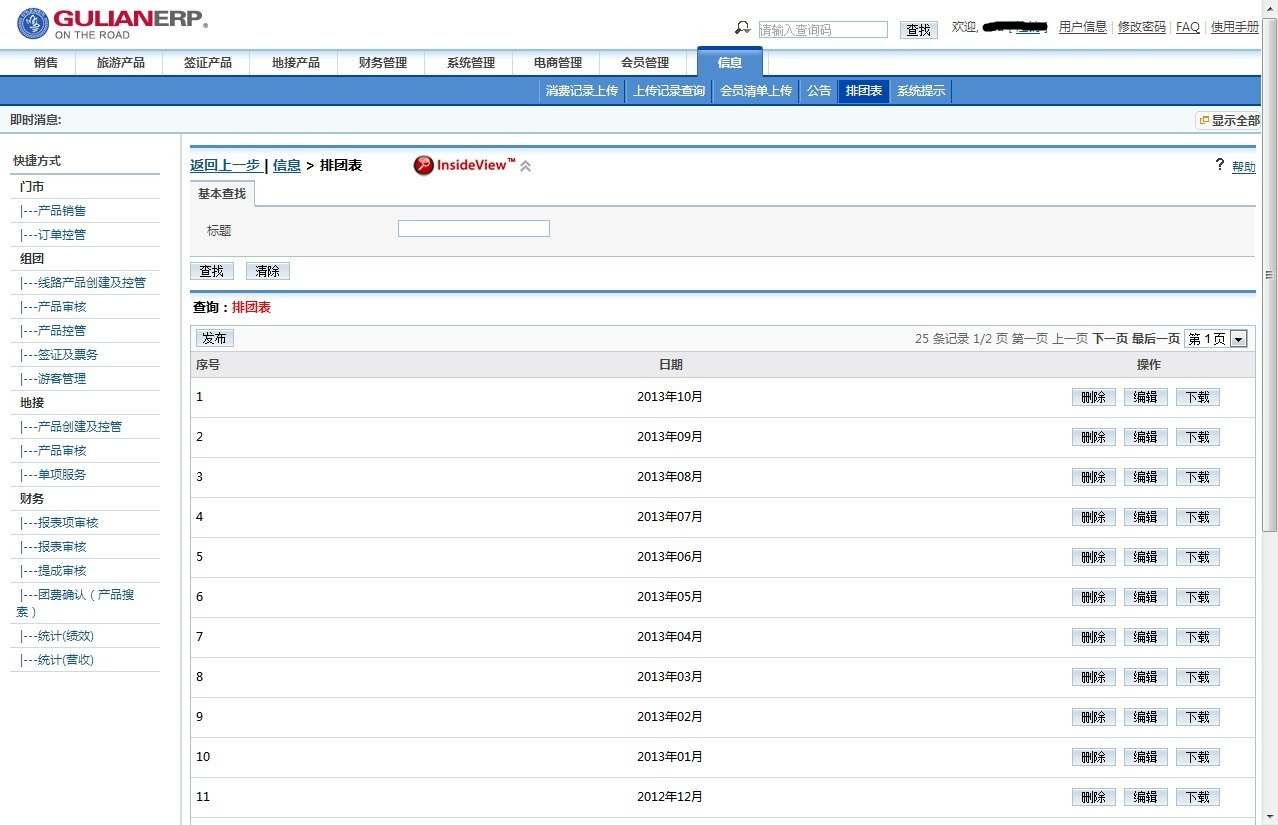 GULIANERP®
ON THE ROAD
请输入查询码 查找 欢迎, 用户信息 | 修改密码 | FAQ | 使用手册
销售 旅游产品 签证产品 地接产品 财务管理 系统管理 电商管理 会员管理 信息
消费记录上传 上传记录查询 会员清单上传 公告 排团表 系统提示
即时消息: 显示全部
快捷方式
门市
|---产品销售
|---订单控管
组团
|---线路产品创建及控管
|---产品审核
|---产品控管
|---签证及票务
|---游客管理
地接
|---产品创建及控管
|---产品审核
|---单项服务
财务
|---报表项审核
|---报表审核
|---提成审核
|---团费确认（产品搜
索）
|---统计(绩效)
|---统计(营收)
返回上一步 | 信息 > 排团表 InsideView™ ? 帮助
基本查找
标题
查找 清除
查询：排团表
发布 25 条记录 1/2 页 第一页 上一页 下一页 最后一页 第 1 页
序号 日期 操作
1 2013年10月 删除 编辑 下载
2 2013年09月 删除 编辑 下载
3 2013年08月 删除 编辑 下载
4 2013年07月 删除 编辑 下载
5 2013年06月 删除 编辑 下载
6 2013年05月 删除 编辑 下载
7 2013年04月 删除 编辑 下载
8 2013年03月 删除 编辑 下载
9 2013年02月 删除 编辑 下载
10 2013年01月 删除 编辑 下载
11 2012年12月 删除 编辑 下载